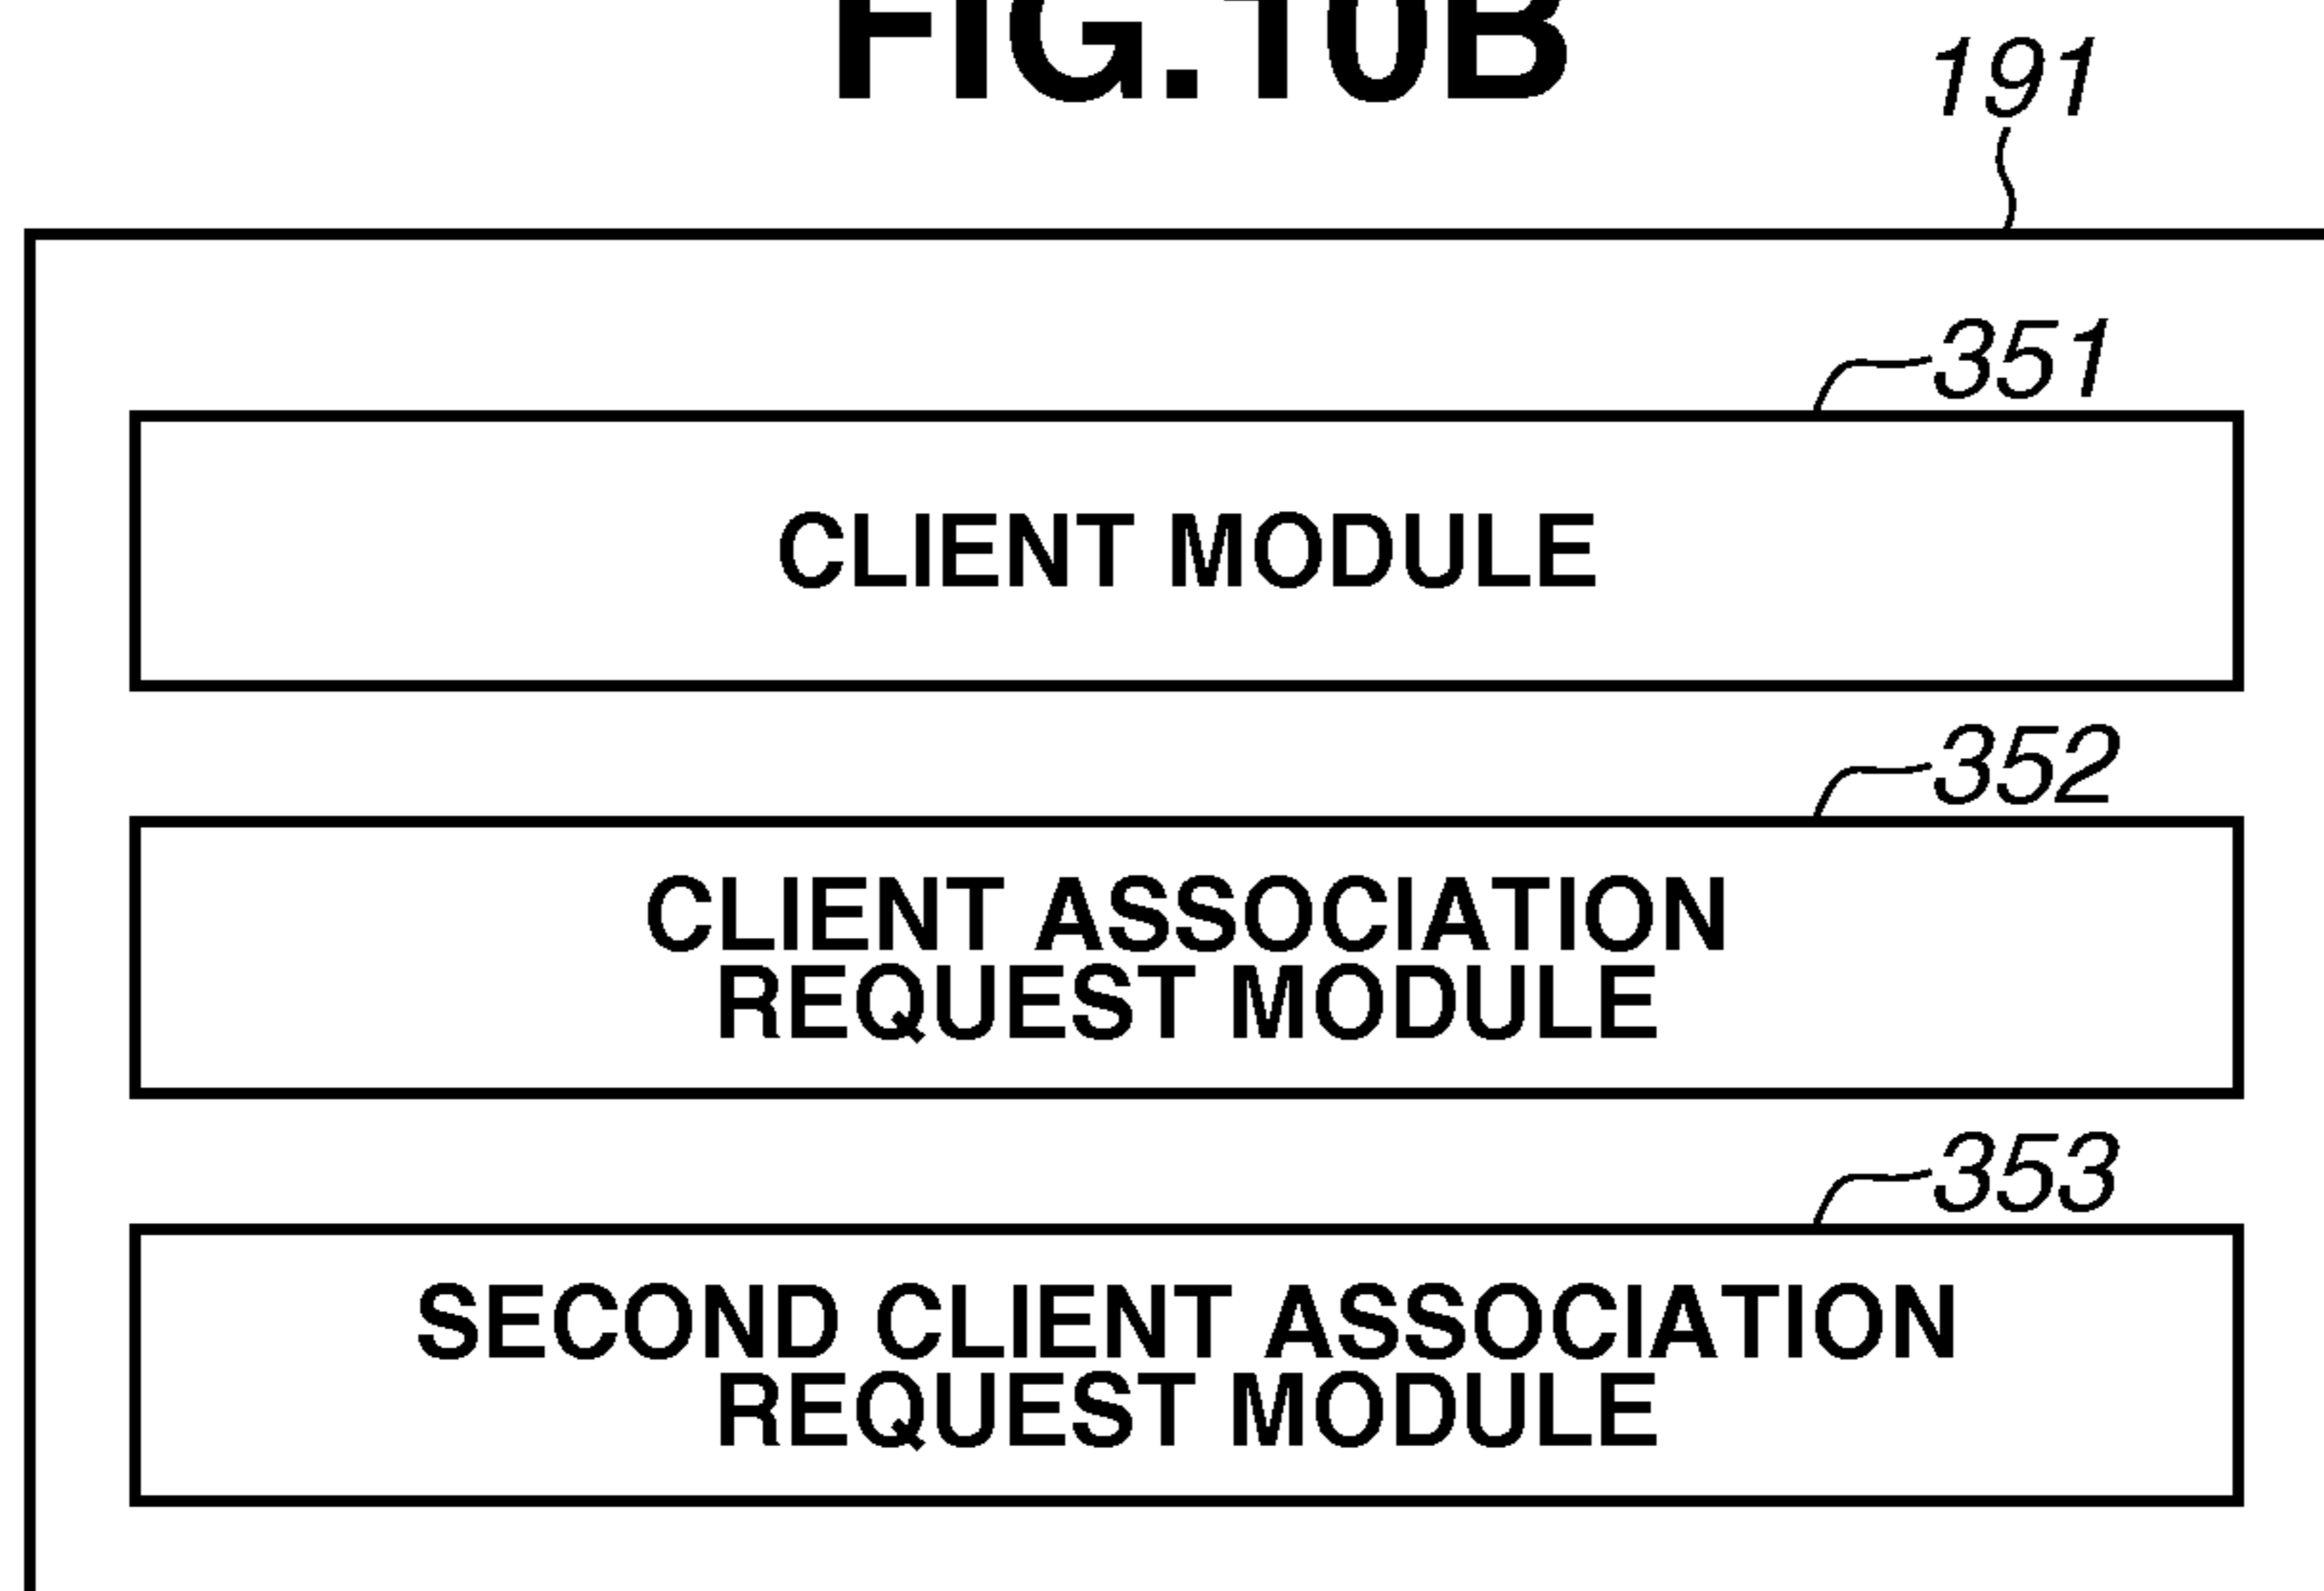 FIG.10B
191
351
CLIENT MODULE
352
CLIENT ASSOCIATION
REQUEST MODULE
353
SECOND CLIENT ASSOCIATION
REQUEST MODULE